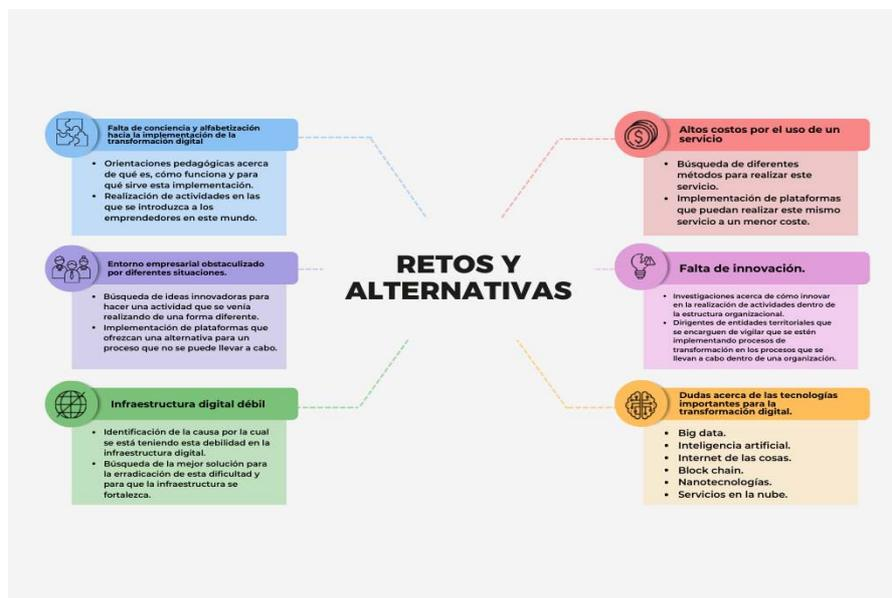 Falta de conciencia y alfabetización
hacia la implementación de la
transformación digital
• Orientaciones pedagógicas acerca
de qué es, cómo funciona y para
qué sirve esta implementación.
• Realización de actividades en las
que se introduzca a los
emprendedores en este mundo.
Entorno empresarial obstaculizado
por diferentes situaciones.
• Búsqueda de ideas innovadoras para
hacer una actividad que se venía
realizando de una forma diferente.
• Implementación de plataformas que
ofrezcan una alternativa para un
proceso que no se puede llevar a cabo.
Infraestructura digital débil
• Identificación de la causa por la cual
se está teniendo esta debilidad en la
infraestructura digital.
• Búsqueda de la mejor solución para
la erradicación de esta dificultad y
para que la infraestructura se
fortalezca.
RETOS Y
ALTERNATIVAS
Altos costos por el uso de un
servicio
• Búsqueda de diferentes
métodos para realizar este
servicio.
• Implementación de plataformas
que puedan realizar este mismo
servicio a un menor coste.
Falta de innovación.
• Investigaciones acerca de cómo innovar
en la realización de actividades dentro de
la estructura organizacional.
• Dirigentes de entidades territoriales que
se encarguen de vigilar que se estén
implementando procesos de
transformación en los procesos que se
llevan a cabo dentro de una organización.
Dudas acerca de las tecnologías
importantes para la
transformación digital.
• Big data.
• Inteligencia artificial.
• Internet de las cosas.
• Block chain.
• Nanotecnologías.
• Servicios en la nube.